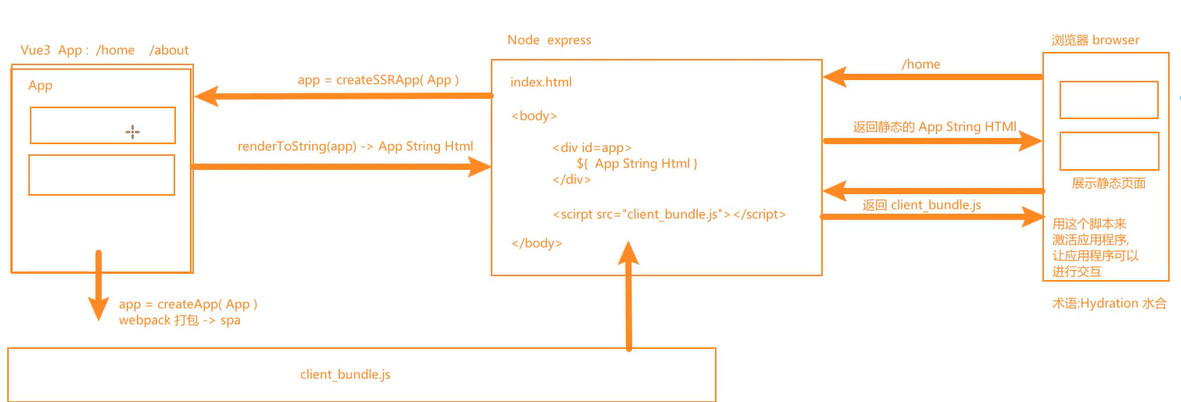 Vue3 App : /home /about
App
app = createSSRApp( App )
renderToString(app) -> App String Html
app = createApp( App )
webpack 打包 -> spa
client_bundle.js
Node express
index.html
<body>
<div id=app>
${ App String Html }
</div>
<scirpt src="client_bundle.js"></script>
</body>
浏览器 browser
/home
返回静态的 App String HTMl
展示静态页面
返回 client_bundle.js
用这个脚本来
激活应用程序,
让应用程序可以
进行交互
术语:Hydration 水合